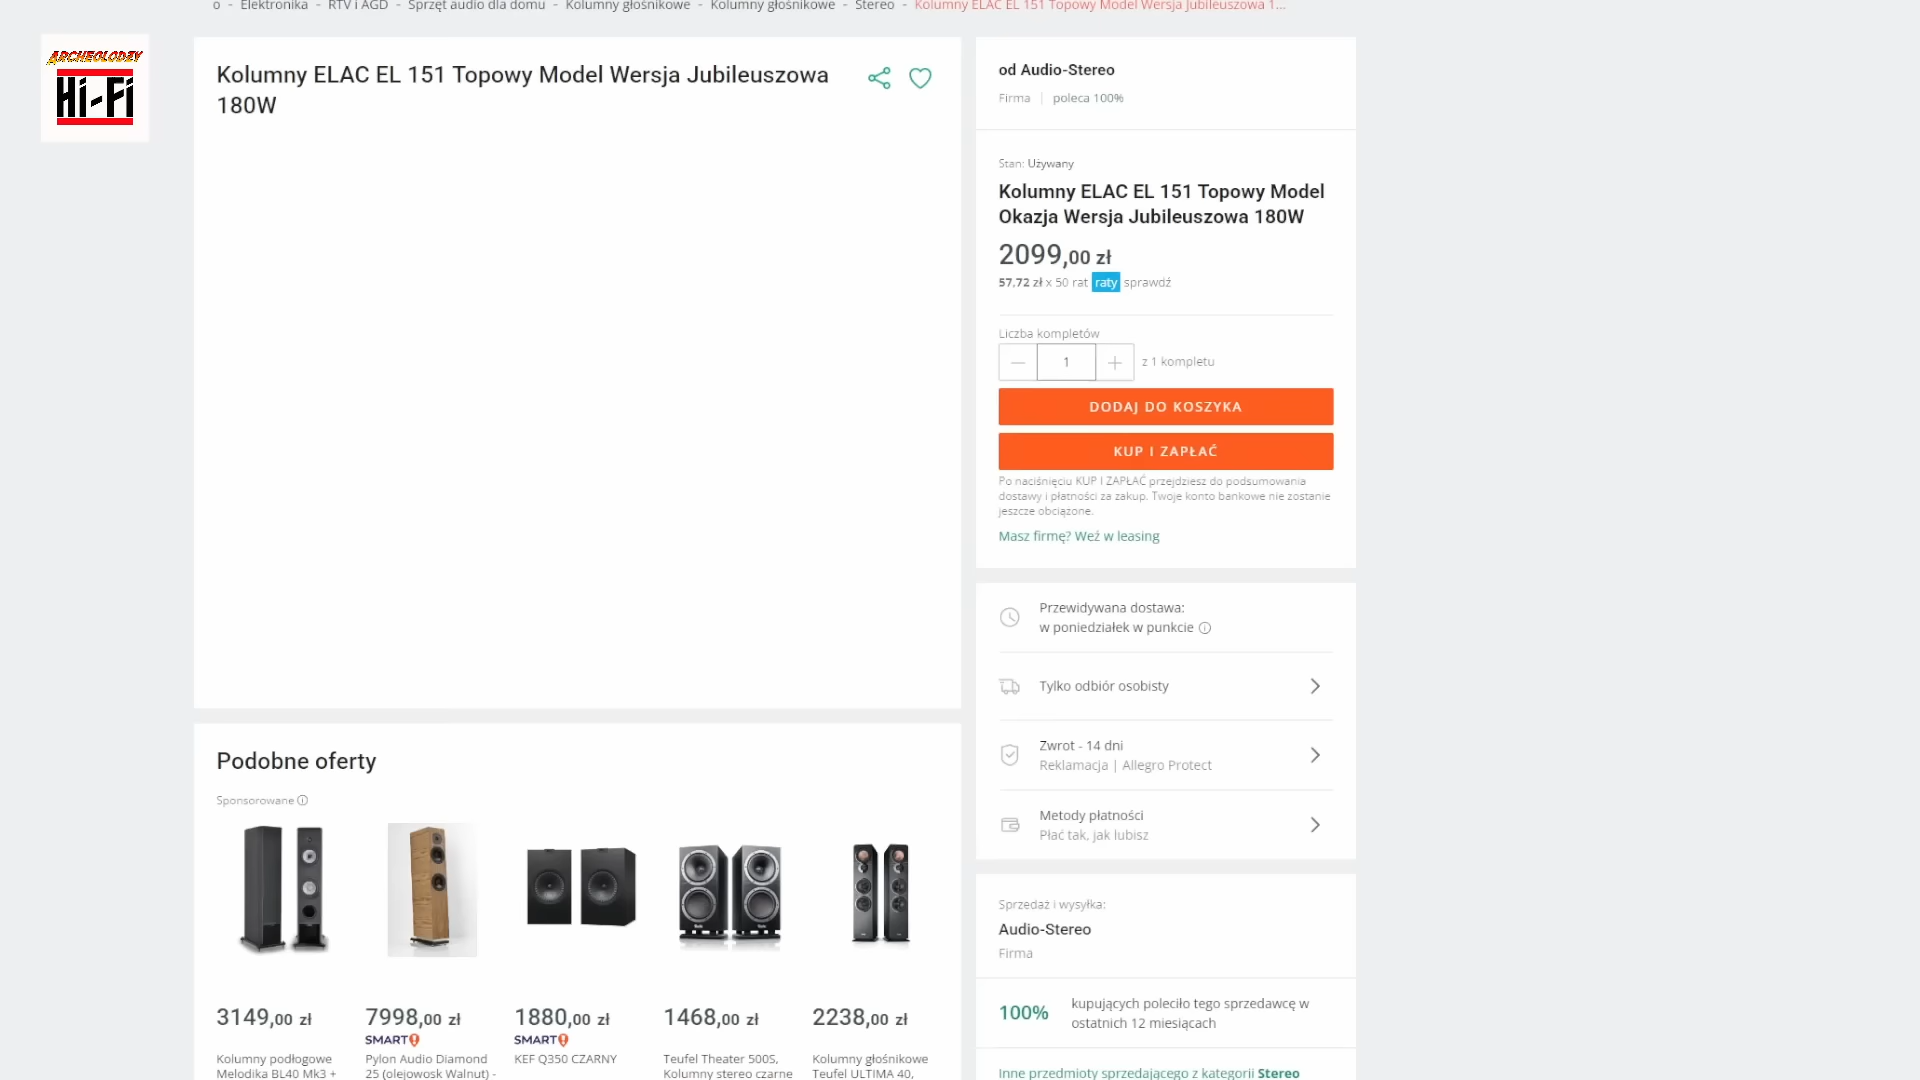 o - Elektronika - RTV i AGD - Sprzęt audio dla domu - Kolumny głośnikowe - Kolumny głośnikowe - Stereo - Kolumny ELAC EL 151 Topowy Model Wersja Jubileuszowa 1...
ARCHEOLODZY
Hi-Fi
Kolumny ELAC EL 151 Topowy Model Wersja Jubileuszowa
180W
od Audio-Stereo
Firma | poleca 100%
Stan: Używany
Kolumny ELAC EL 151 Topowy Model
Okazja Wersja Jubileuszowa 180W
2099,00 zł
57,72 zł x 50 rat raty sprawdź
Liczba kompletów
1
z 1 kompletu
DODAJ DO KOSZYKA
KUP I ZAPŁAĆ
Po naciśnięciu KUP I ZAPŁAĆ przejdziesz do podsumowania
dostawy i płatności za zakup. Twoje konto bankowe nie zostanie
jeszcze obciążone.
Masz firmę? Weź w leasing
Przewidywana dostawa:
w poniedziałek w punkcie
Tylko odbiór osobisty
Zwrot - 14 dni
Reklamacja | Allegro Protect
Metody płatności
Płać tak, jak lubisz
Sprzedaż i wysyłka:
Audio-Stereo
Firma
100%
kupujących poleciło tego sprzedawcę w
ostatnich 12 miesiącach
Inne przedmioty sprzedającego z kategorii Stereo
Podobne oferty
Sponsorowane
3149,00 zł
Kolumny podłogowe
Melodika BL40 Mk3 +
7998,00 zł
SMART!
Pylon Audio Diamond
25 (olejowosk Walnut) -
1880,00 zł
SMART!
KEF Q350 CZARNY
1468,00 zł
Teufel Theater 500S,
Kolumny stereo czarne
2238,00 zł
Kolumny głośnikowe
Teufel ULTIMA 40,